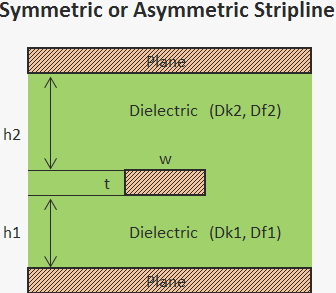 Symmetric or Asymmetric Stripline
Plane
Dielectric (Dk2, Df2)
h2
w
t
h1
Dielectric (Dk1, Df1)
Plane